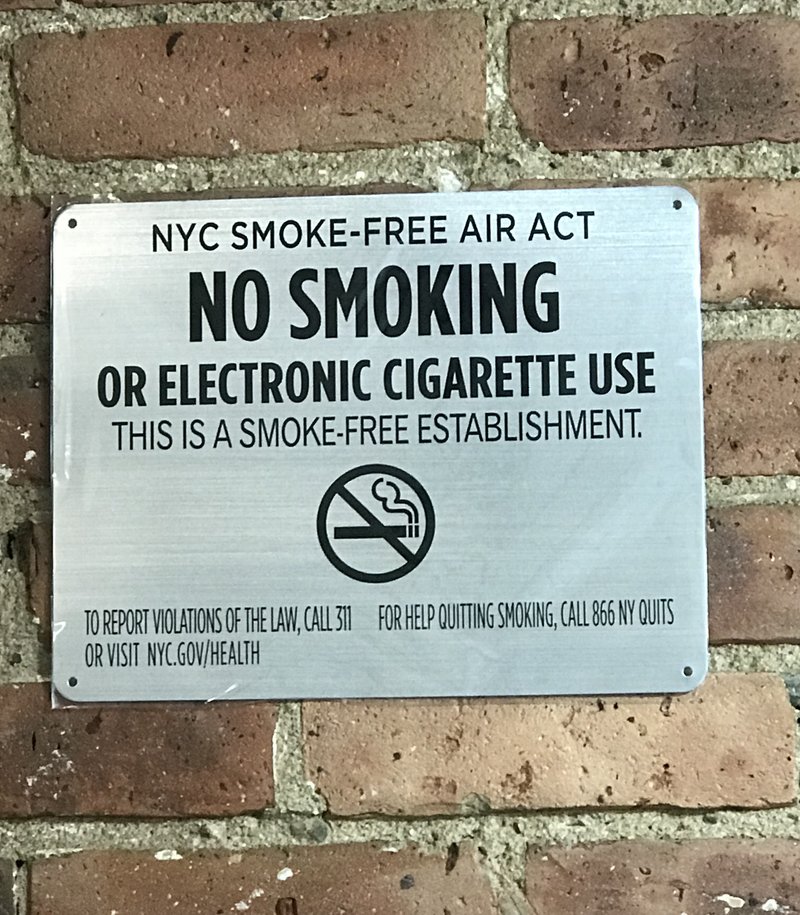 NYC SMOKE-FREE AIR ACT
NO SMOKING
OR ELECTRONIC CIGARETTE USE
THIS IS A SMOKE-FREE ESTABLISHMENT.
TO REPORT VIOLATIONS OF THE LAW, CALL 311
OR VISIT NYC.GOV/HEALTH
FOR HELP QUITTING SMOKING, CALL 866 NY QUITS